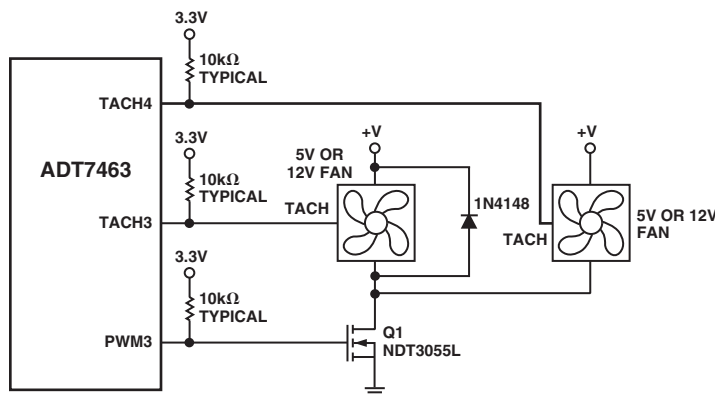 3.3V
10kΩ
TYPICAL
TACH4
ADT7463
3.3V
10kΩ
TYPICAL
TACH3
3.3V
10kΩ
TYPICAL
PWM3
+V
5V OR
12V FAN
TACH
1N4148
Q1
NDT3055L
+V
TACH
5V OR 12V
FAN